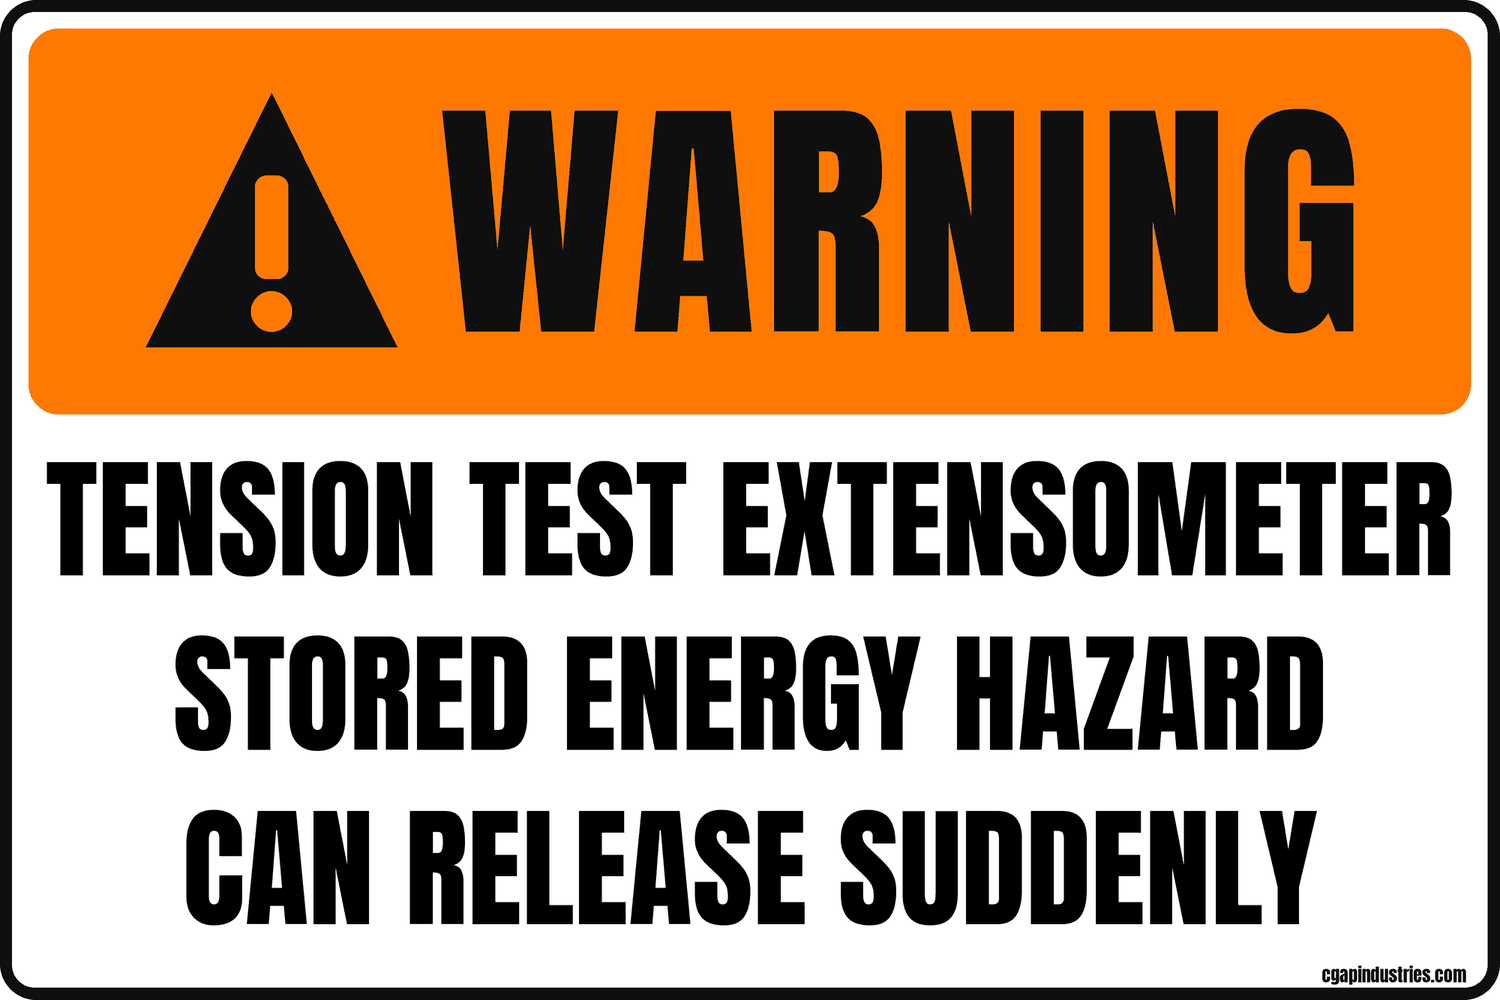 WARNING
TENSION TEST EXTENSOMETER
STORED ENERGY HAZARD
CAN RELEASE SUDDENLY
cgapindustries.com